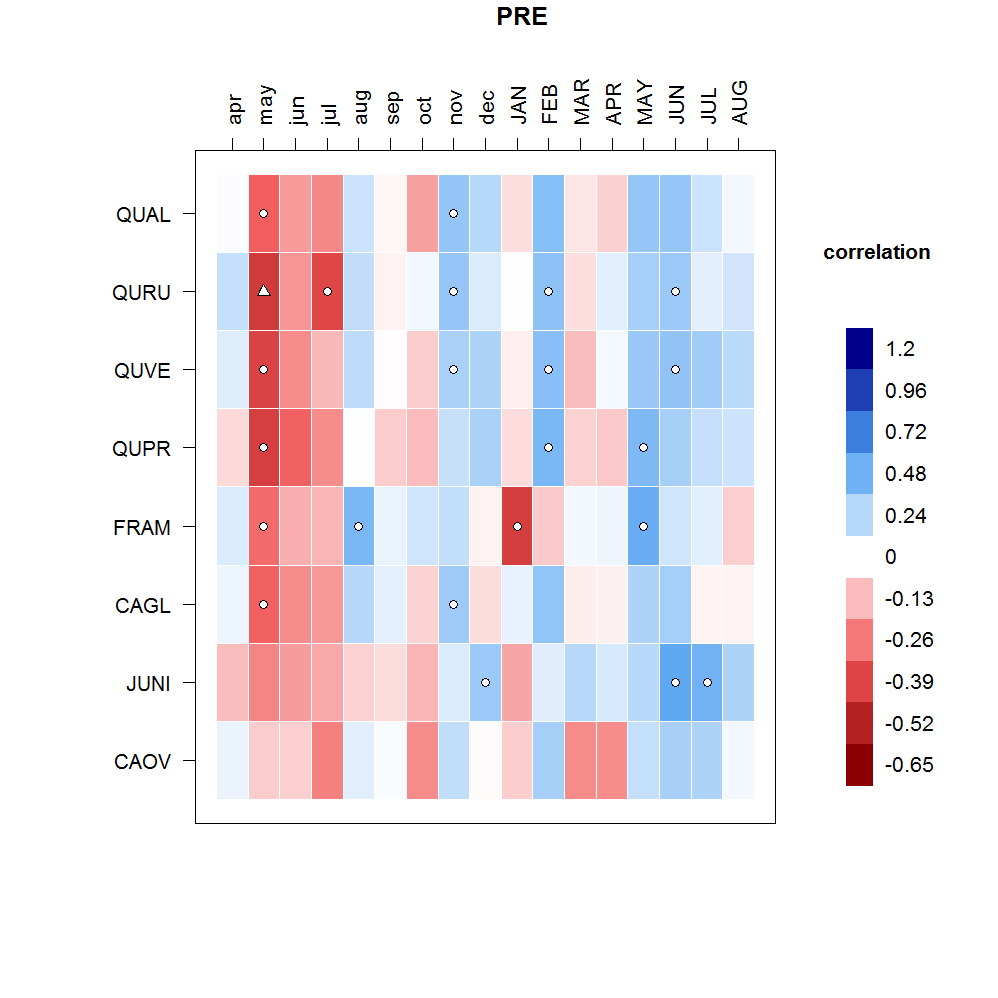 PRE
apr may jun jul aug sep oct nov dec JAN FEB MAR APR MAY JUN JUL AUG
QUAL
QURU
QUVE
QUPR
FRAM
CAGL
JUNI
CAOV
correlation
1.2
0.96
0.72
0.48
0.24
0
-0.13
-0.26
-0.39
-0.52
-0.65